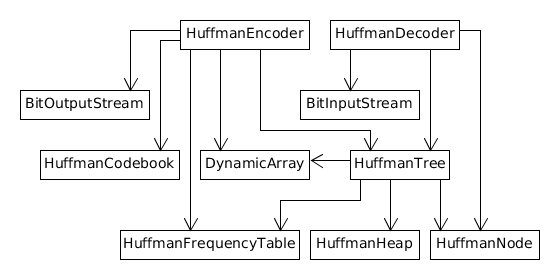 HuffmanEncoder
HuffmanDecoder
BitOutputStream
BitInputStream
HuffmanCodebook
DynamicArray
HuffmanTree
HuffmanFrequencyTable
HuffmanHeap
HuffmanNode